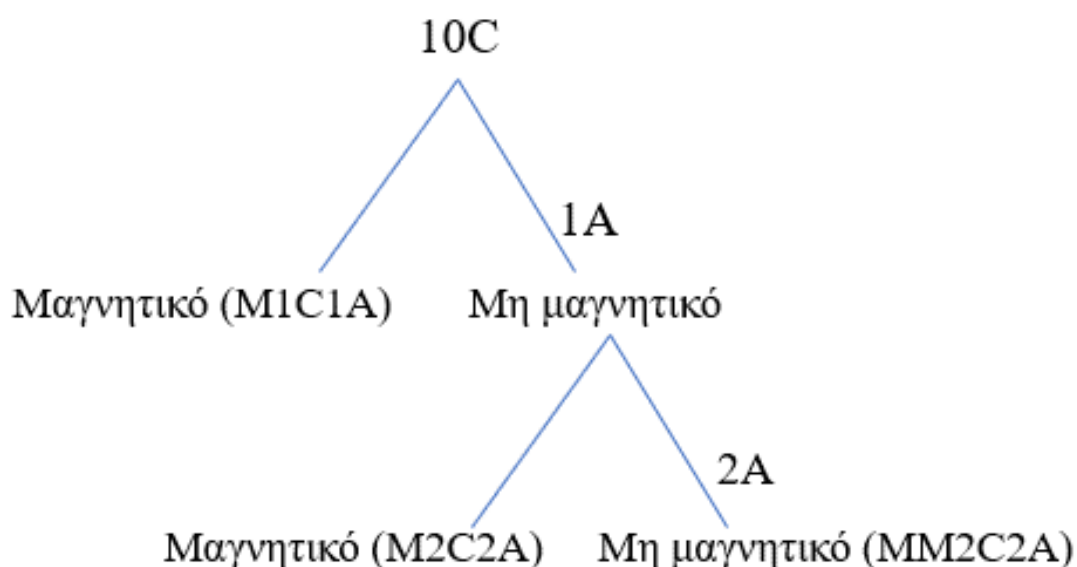 10C
1A
Μαγνητικό (M1C1A) Μη μαγνητικό
2A
Μαγνητικό (M2C2A) Μη μαγνητικό (MM2C2A)